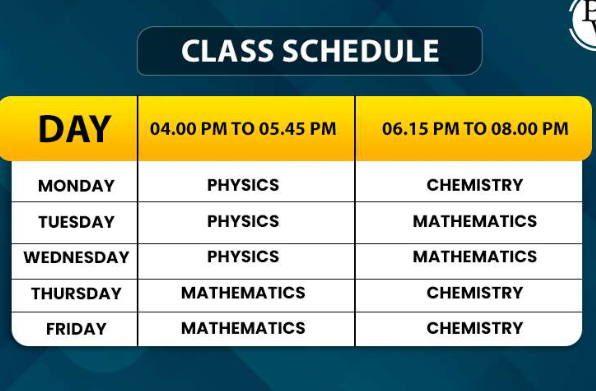 CLASS SCHEDULE
DAY 04.00 PM TO 05.45 PM 06.15 PM TO 08.00 PM
MONDAY PHYSICS CHEMISTRY
TUESDAY PHYSICS MATHEMATICS
WEDNESDAY PHYSICS MATHEMATICS
THURSDAY MATHEMATICS CHEMISTRY
FRIDAY MATHEMATICS CHEMISTRY